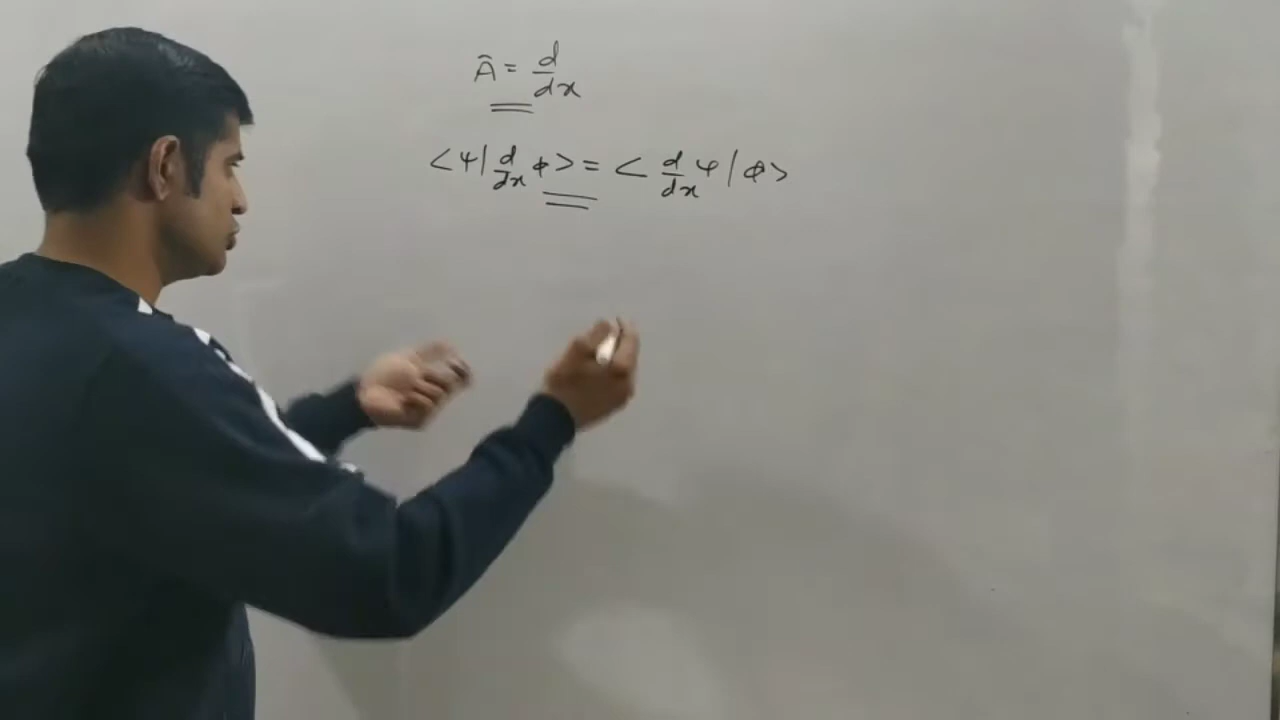 Â = d/dx
<ψ| d/dx ϕ> = < d/dx ψ | ϕ>